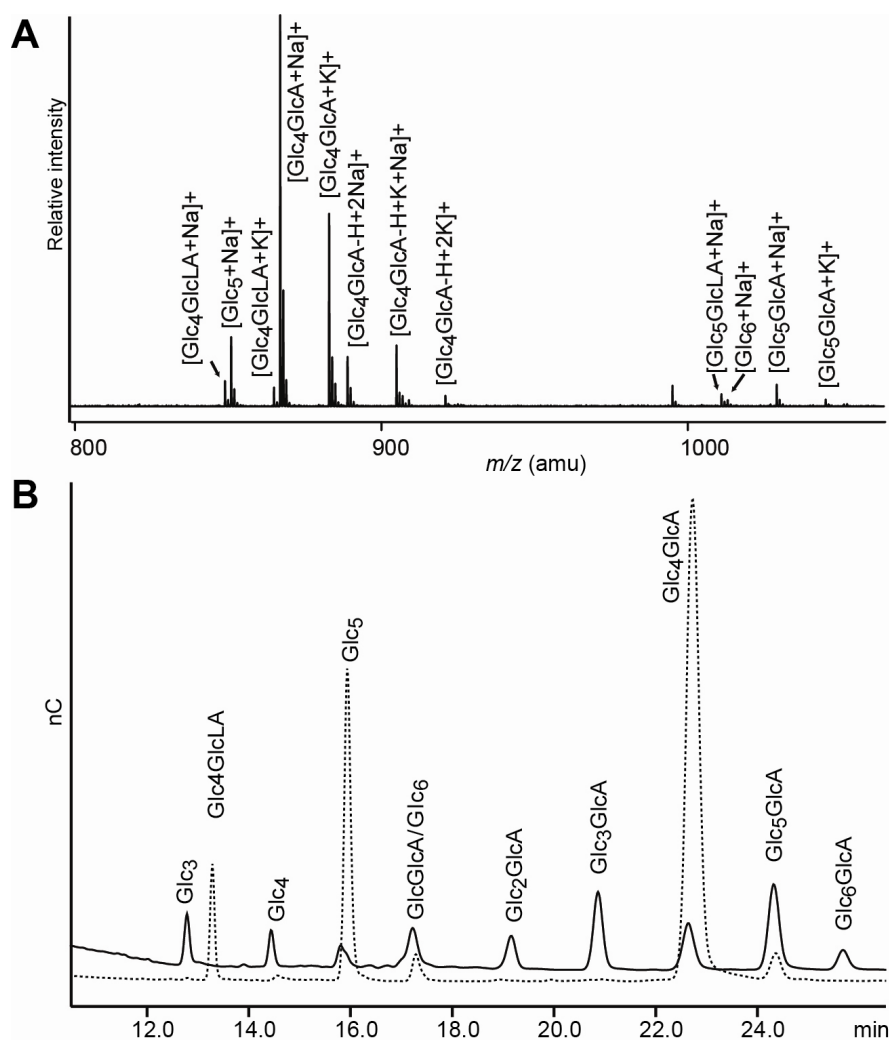 A
Relative intensity
[Glc4GlcLA+Na]+
[Glc5+Na]+
[Glc4GlcLA+K]+
[Glc4GlcA+Na]+
[Glc4GlcA+K]+
[Glc4GlcA-H+2Na]+
[Glc4GlcA-H+K+Na]+
[Glc4GlcA-H+2K]+
[Glc5GlcLA+Na]+
[Glc6+Na]+
[Glc5GlcA+Na]+
[Glc5GlcA+K]+
800 900 1000
m/z (amu)
B
nC
Glc3
Glc4GlcLA
Glc4
Glc5
GlcGlcA/Glc6
Glc2GlcA
Glc3GlcA
Glc4GlcA
Glc5GlcA
Glc6GlcA
12.0 14.0 16.0 18.0 20.0 22.0 24.0 min